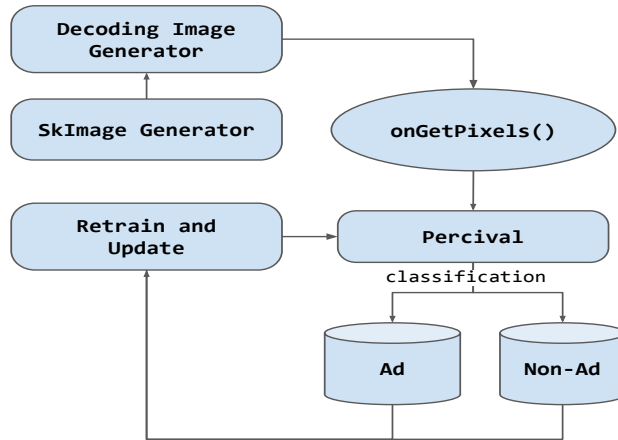 Decoding Image
Generator
SkImage Generator
onGetPixels()
Retrain and
Update
Percival
classification
Ad
Non-Ad